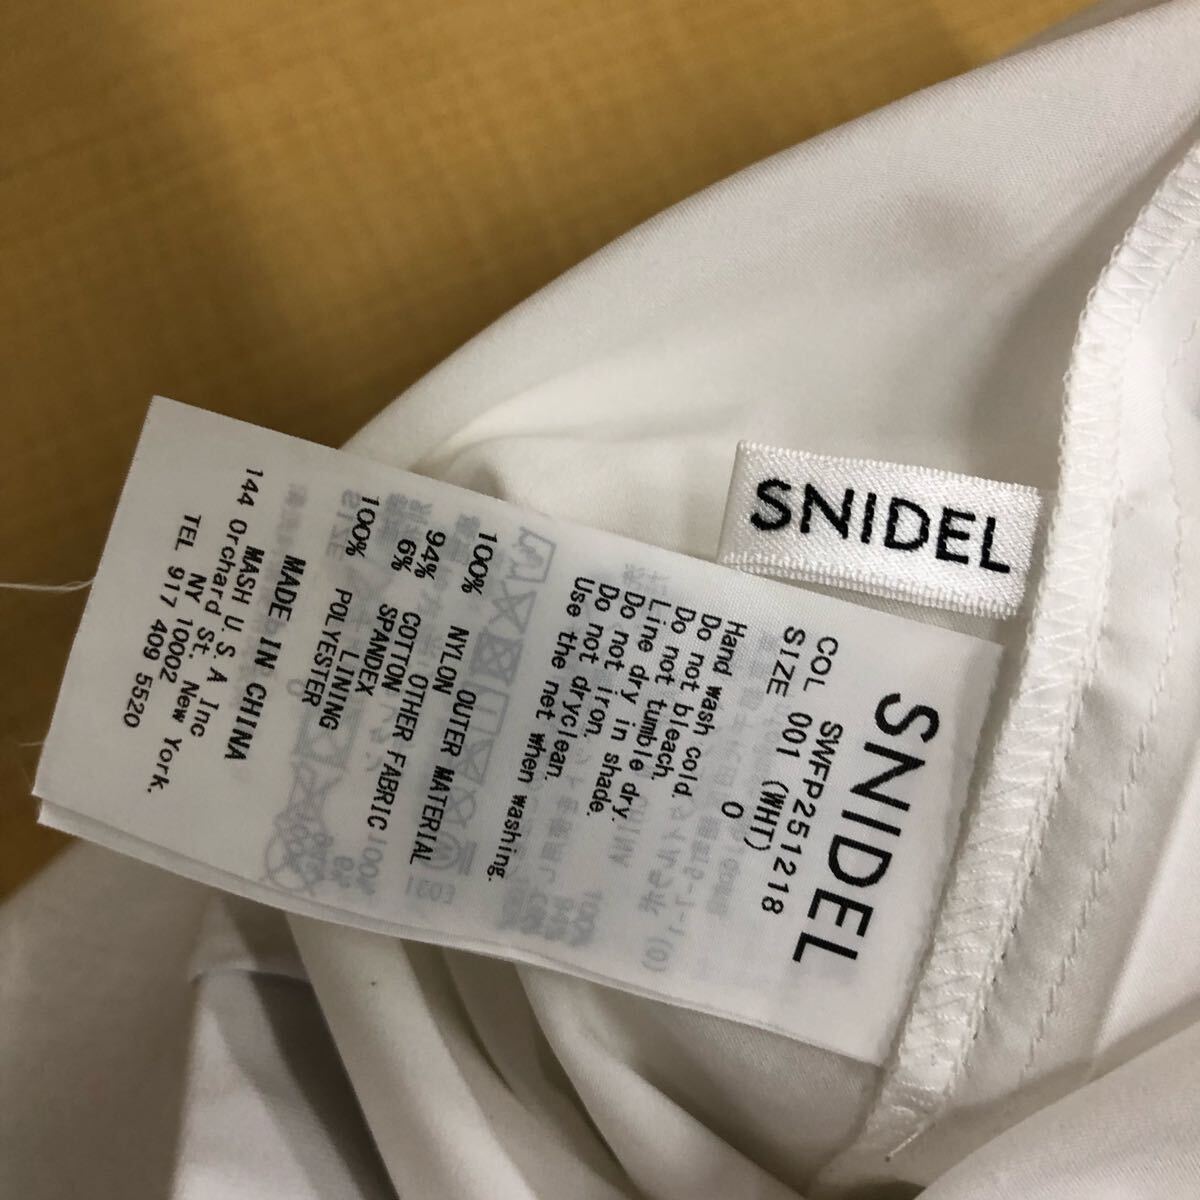 SNIDEL
SNIDEL
SWFP251218
COL 001 (WHT)
SIZE 0
Hand wash cold.
Do not bleach.
Do not tumble dry.
Line dry in shade.
Do not iron.
Do not dryclean.
Use the net when washing.
OUTER MATERIAL
100% NYLON
OTHER FABRIC
94% COTTON
6% SPANDEX
LINING
100% POLYESTER
MADE IN CHINA
MASH U.S.A Inc
144 Orchard St. New York.
NY 10002
TEL 917 409 5520